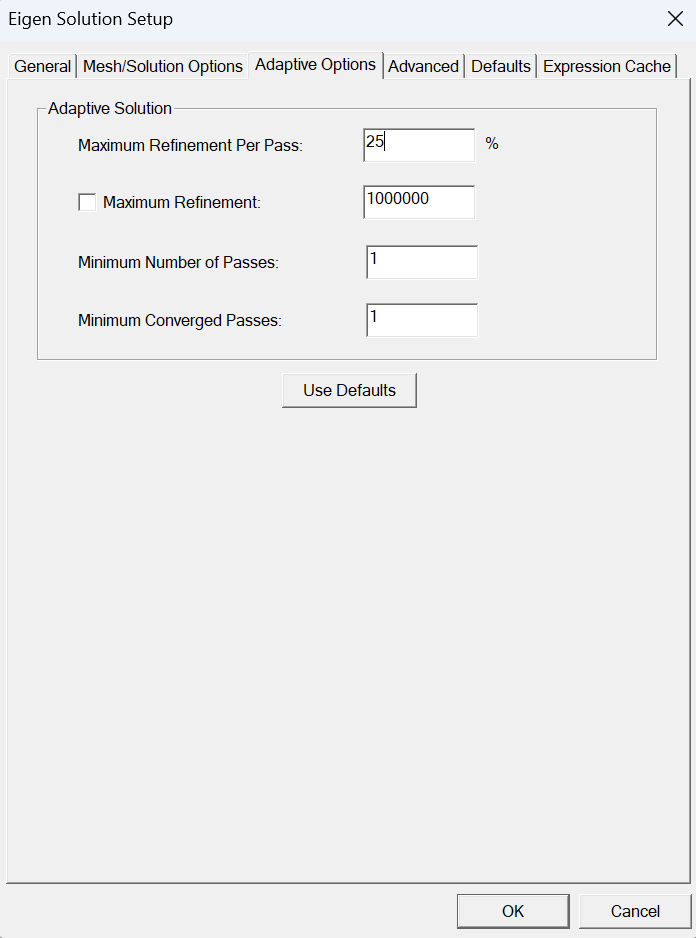 Eigen Solution Setup
General Mesh/Solution Options Adaptive Options Advanced Defaults Expression Cache
Adaptive Solution
Maximum Refinement Per Pass: 25 %
Maximum Refinement: 1000000
Minimum Number of Passes: 1
Minimum Converged Passes: 1
Use Defaults
OK Cancel